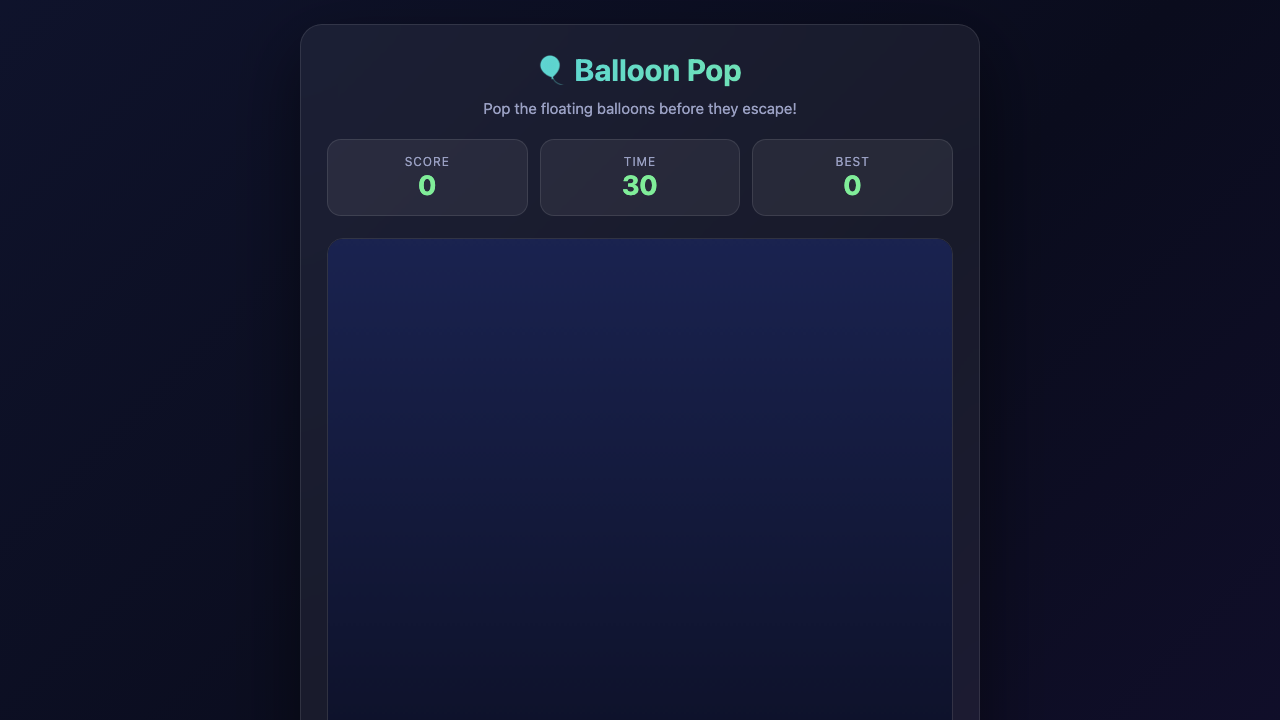 🎈 Balloon Pop
Pop the floating balloons before they escape!
SCORE
0
TIME
30
BEST
0